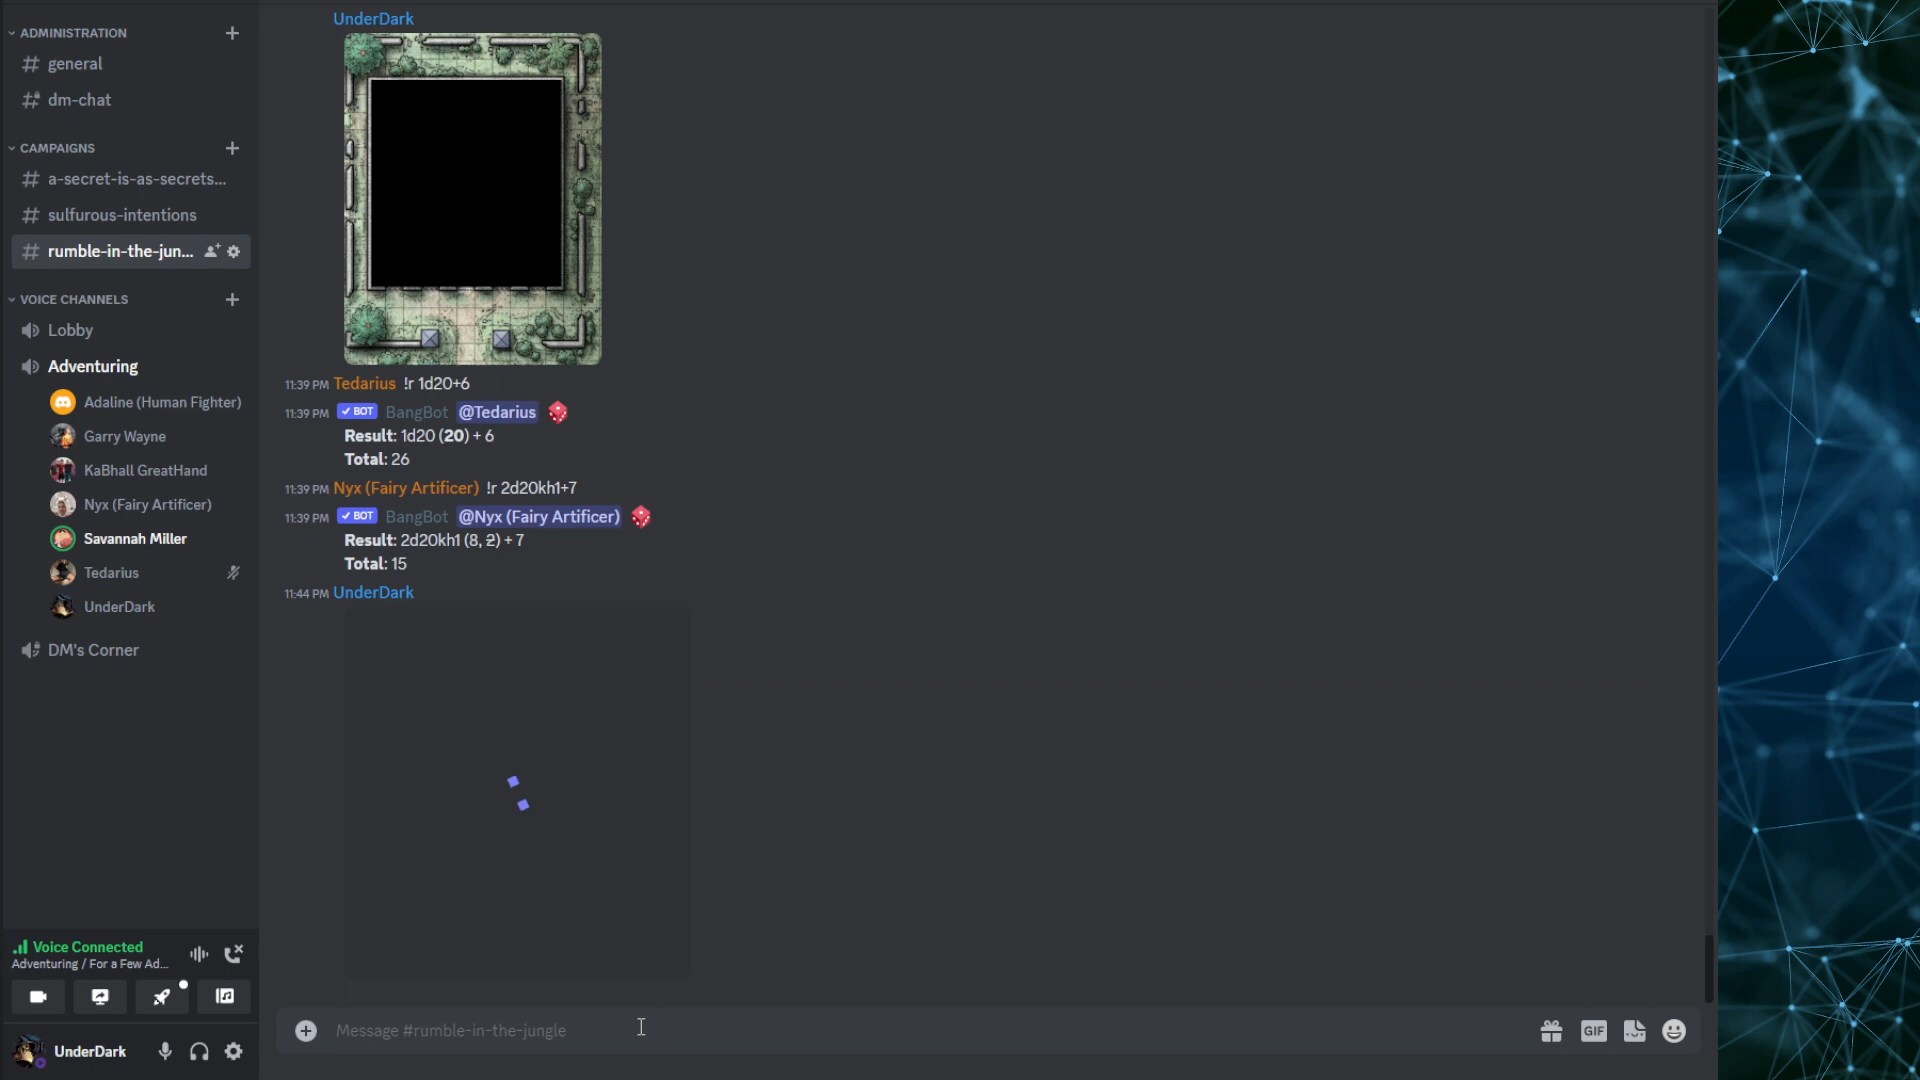 ADMINISTRATION
general
dm-chat
CAMPAIGNS
a-secret-is-as-secrets...
sulfurous-intentions
rumble-in-the-jun...
VOICE CHANNELS
Lobby
Adventuring
Adaline (Human Fighter)
Garry Wayne
KaBhall GreatHand
Nyx (Fairy Artificer)
Savannah Miller
Tedarius
UnderDark
DM's Corner
Voice Connected
Adventuring / For a Few Ad...
UnderDark
UnderDark
11:39 PM Tedarius !r 1d20+6
11:39 PM BOT BangBot @Tedarius
Result: 1d20 (20) + 6
Total: 26
11:39 PM Nyx (Fairy Artificer) !r 2d20kh1+7
11:39 PM BOT BangBot @Nyx (Fairy Artificer)
Result: 2d20kh1 (8, 2) + 7
Total: 15
11:44 PM UnderDark
Message #rumble-in-the-jungle
GIF